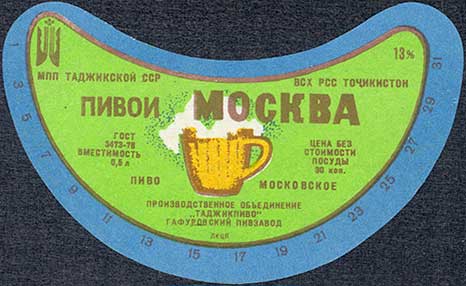 13%
МПП ТАДЖИКСКОЙ ССР
ВСХ РСС ТОҶИКИСТОН
ПИВОИ МОСКВА
ГОСТ
3473-78
ВМЕСТИМОСТЬ
0,5 л
ЦЕНА БЕЗ
СТОИМОСТИ
ПОСУДЫ
30 коп.
ПИВО МОСКОВСКОЕ
ПРОИЗВОДСТВЕННОЕ ОБЪЕДИНЕНИЕ
„ТАДЖИКПИВО"
ГАФУРОВСКИЙ ПИВЗАВОД
1 3 5 7 9 11 13 15 17 19 21 23 25 27 29 31